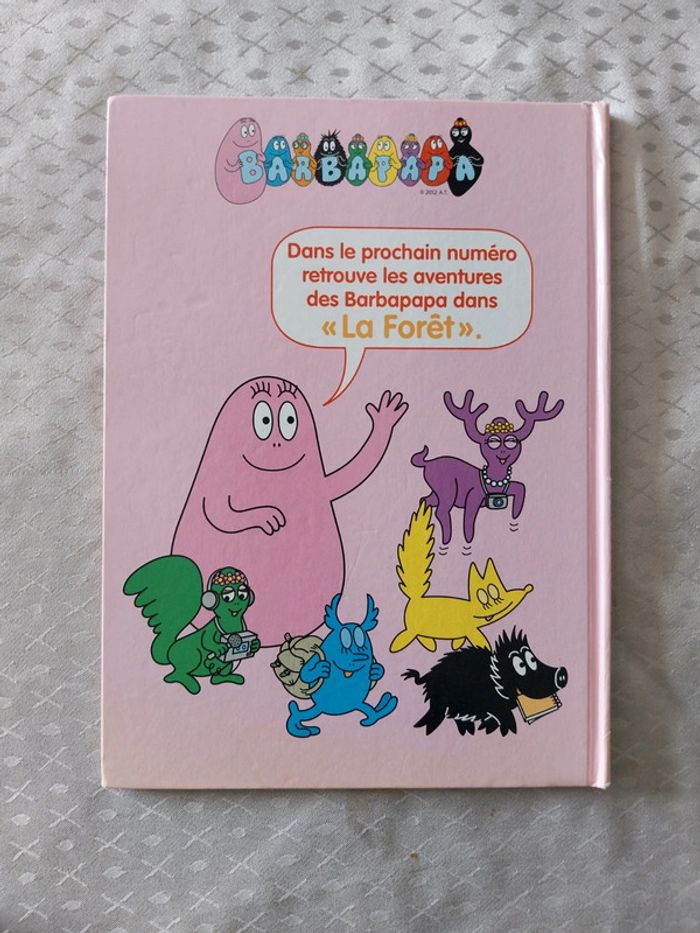 BARBAPAPA
© 2012 A.T.
Dans le prochain numéro
retrouve les aventures
des Barbapapa dans
« La Forêt ».